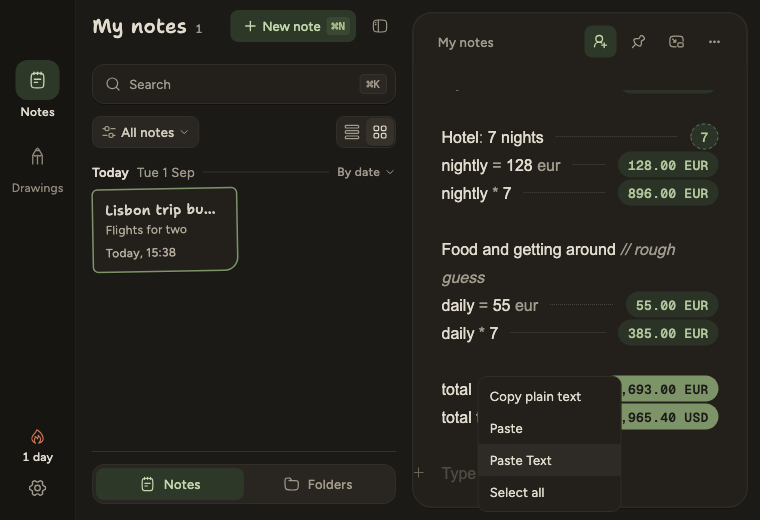 My notes 1
New note ⌘N
Notes
Drawings
1 day
Search ⌘K
All notes
Today Tue 1 Sep By date
Lisbon trip bu...
Flights for two
Today, 15:38
Notes
Folders
My notes
Hotel: 7 nights 7
nightly = 128 eur 128.00 EUR
nightly * 7 896.00 EUR
Food and getting around // rough
guess
daily = 55 eur 55.00 EUR
daily * 7 385.00 EUR
total ,693.00 EUR
total ,965.40 USD
Type
Copy plain text
Paste
Paste Text
Select all